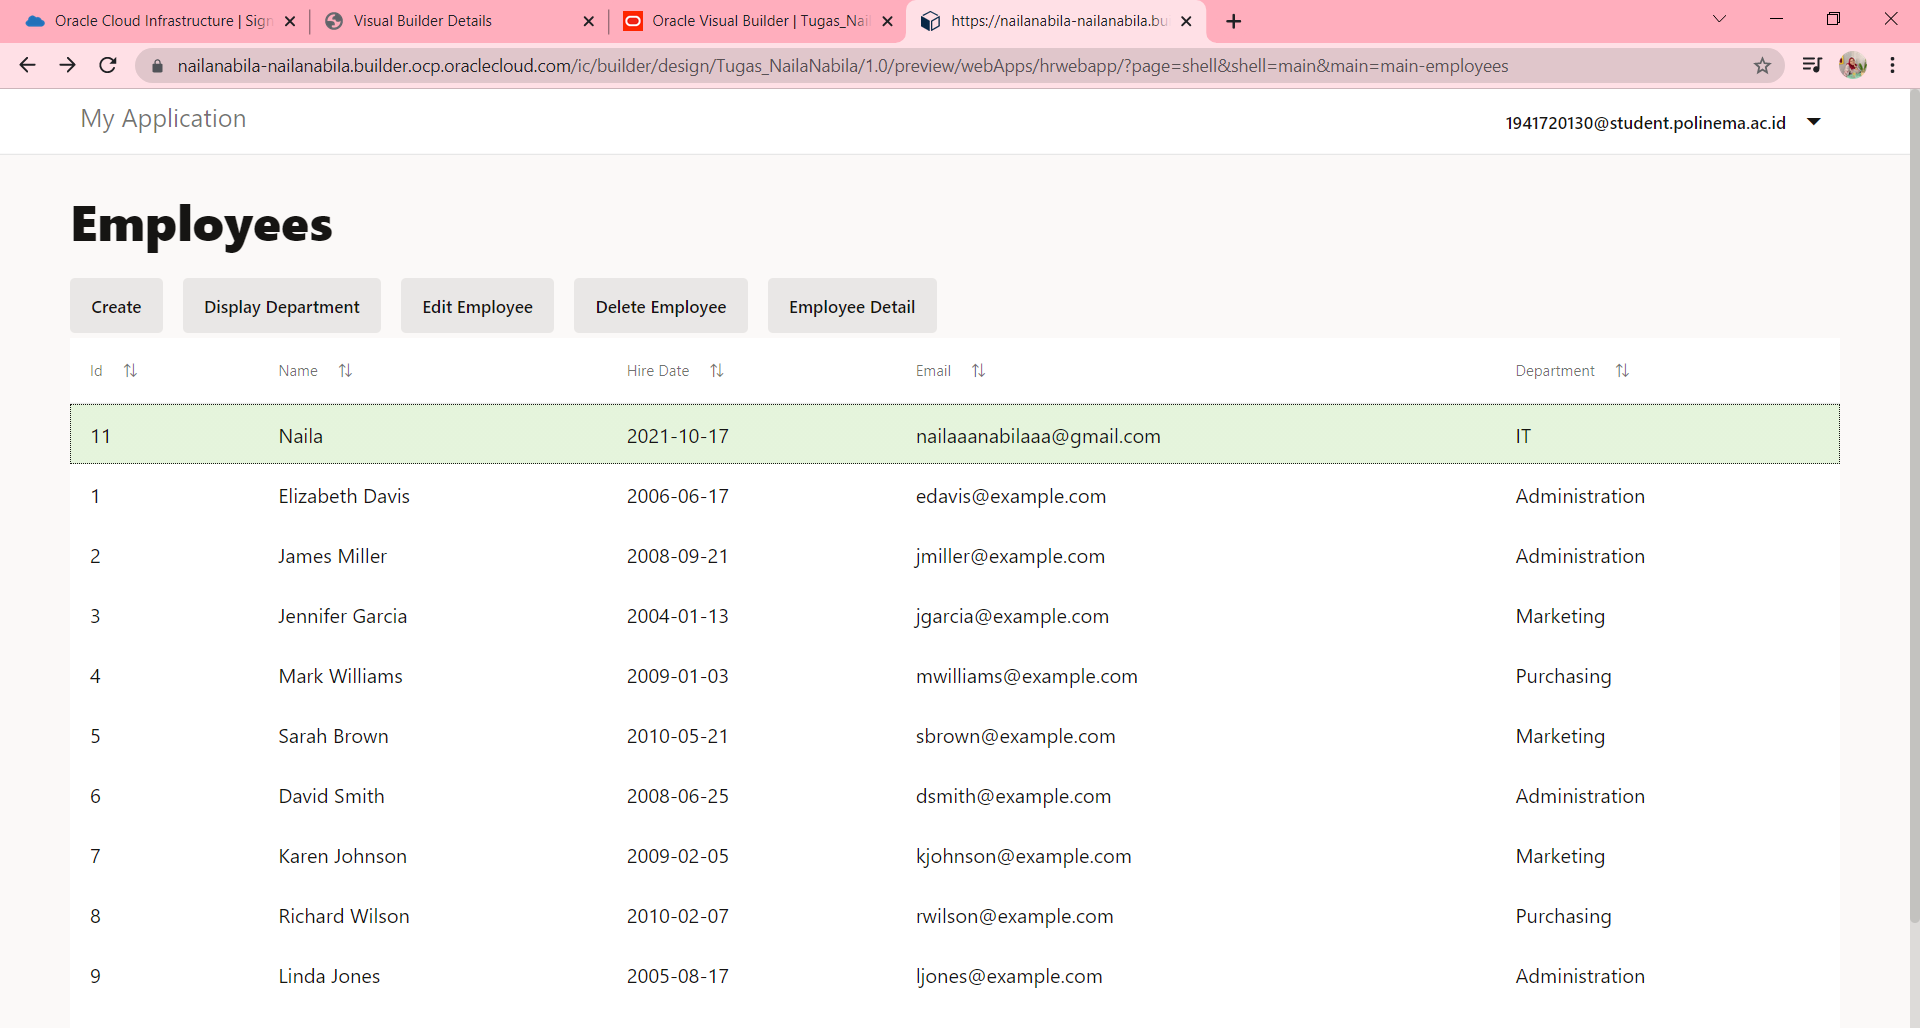 Oracle Cloud Infrastructure | Sign
Visual Builder Details
Oracle Visual Builder | Tugas_Nail
https://nailanabila-nailanabila.bu
nailanabila-nailanabila.builder.ocp.oraclecloud.com/ic/builder/design/Tugas_NailaNabila/1.0/preview/webApps/hrwebapp/?page=shell&shell=main&main=main-employees
My Application
1941720130@student.polinema.ac.id
Employees
Create Display Department Edit Employee Delete Employee Employee Detail
Id Name Hire Date Email Department
11 Naila 2021-10-17 nailaaanabilaaa@gmail.com IT
1 Elizabeth Davis 2006-06-17 edavis@example.com Administration
2 James Miller 2008-09-21 jmiller@example.com Administration
3 Jennifer Garcia 2004-01-13 jgarcia@example.com Marketing
4 Mark Williams 2009-01-03 mwilliams@example.com Purchasing
5 Sarah Brown 2010-05-21 sbrown@example.com Marketing
6 David Smith 2008-06-25 dsmith@example.com Administration
7 Karen Johnson 2009-02-05 kjohnson@example.com Marketing
8 Richard Wilson 2010-02-07 rwilson@example.com Purchasing
9 Linda Jones 2005-08-17 ljones@example.com Administration